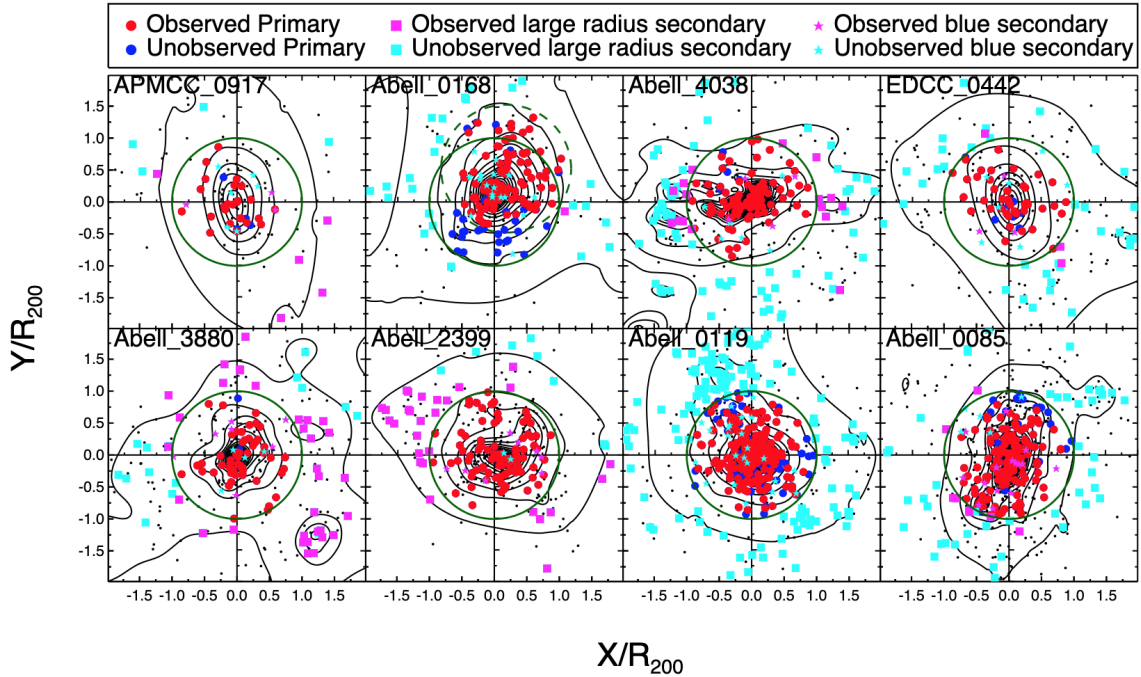 Observed Primary Observed large radius secondary Observed blue secondary
Unobserved Primary Unobserved large radius secondary Unobserved blue secondary
APMCC_0917 Abell_0168 Abell_4038 EDCC_0442
1.5
1.0
0.5
0.0
-0.5
-1.0
-1.5
Abell_3880 Abell_2399 Abell_0119 Abell_0085
1.5
1.0
0.5
0.0
-0.5
-1.0
-1.5
-1.5 -1.0 -0.5 0.0 0.5 1.0 1.5 -1.5 -1.0 -0.5 0.0 0.5 1.0 1.5 -1.5 -1.0 -0.5 0.0 0.5 1.0 1.5 -1.5 -1.0 -0.5 0.0 0.5 1.0 1.5
Y/R200
X/R200